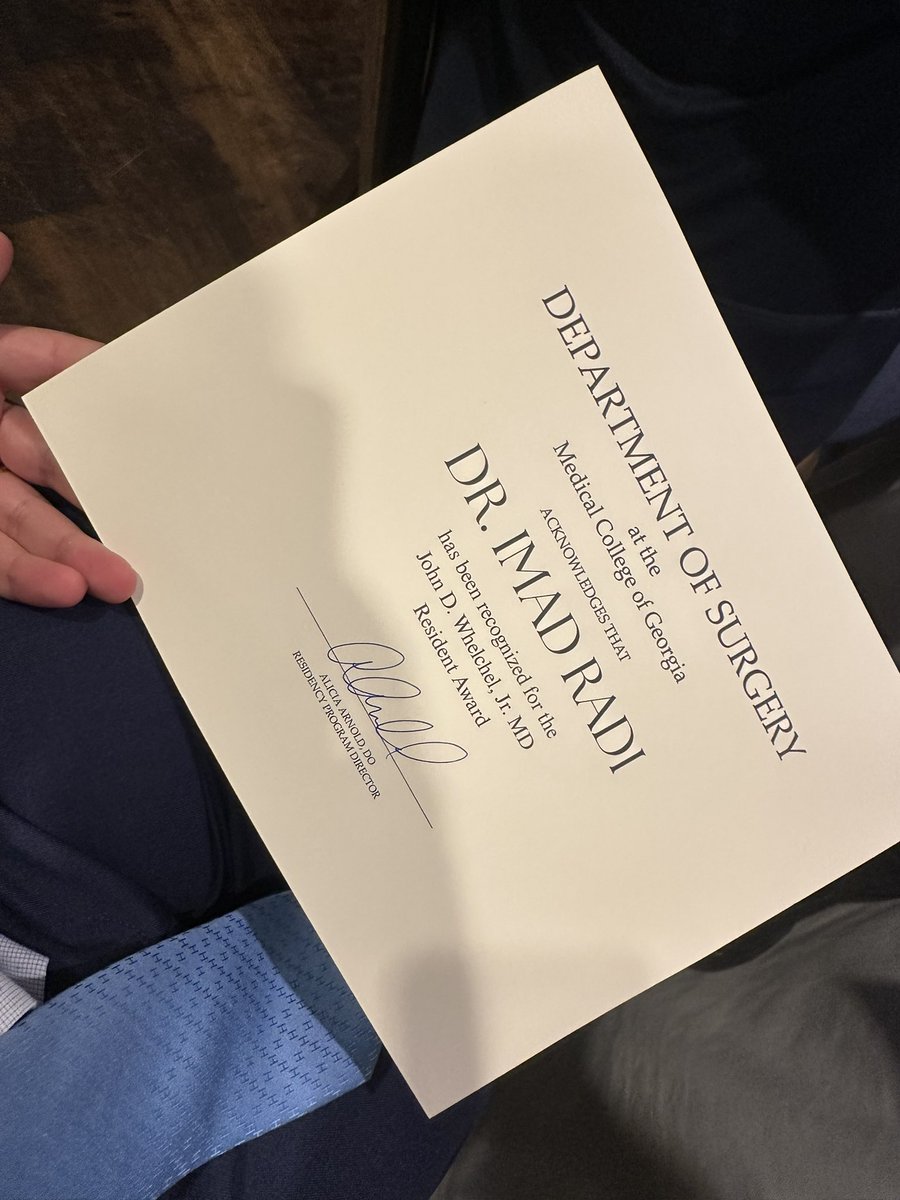 DEPARTMENT OF SURGERY
at the
Medical College of Georgia
ACKNOWLEDGES THAT
DR. IMAD RADI
has been recognized for the
John D. Whelchel, Jr. MD
Resident Award
ALICIA ARNOLD, DO
RESIDENCY PROGRAM DIRECTOR